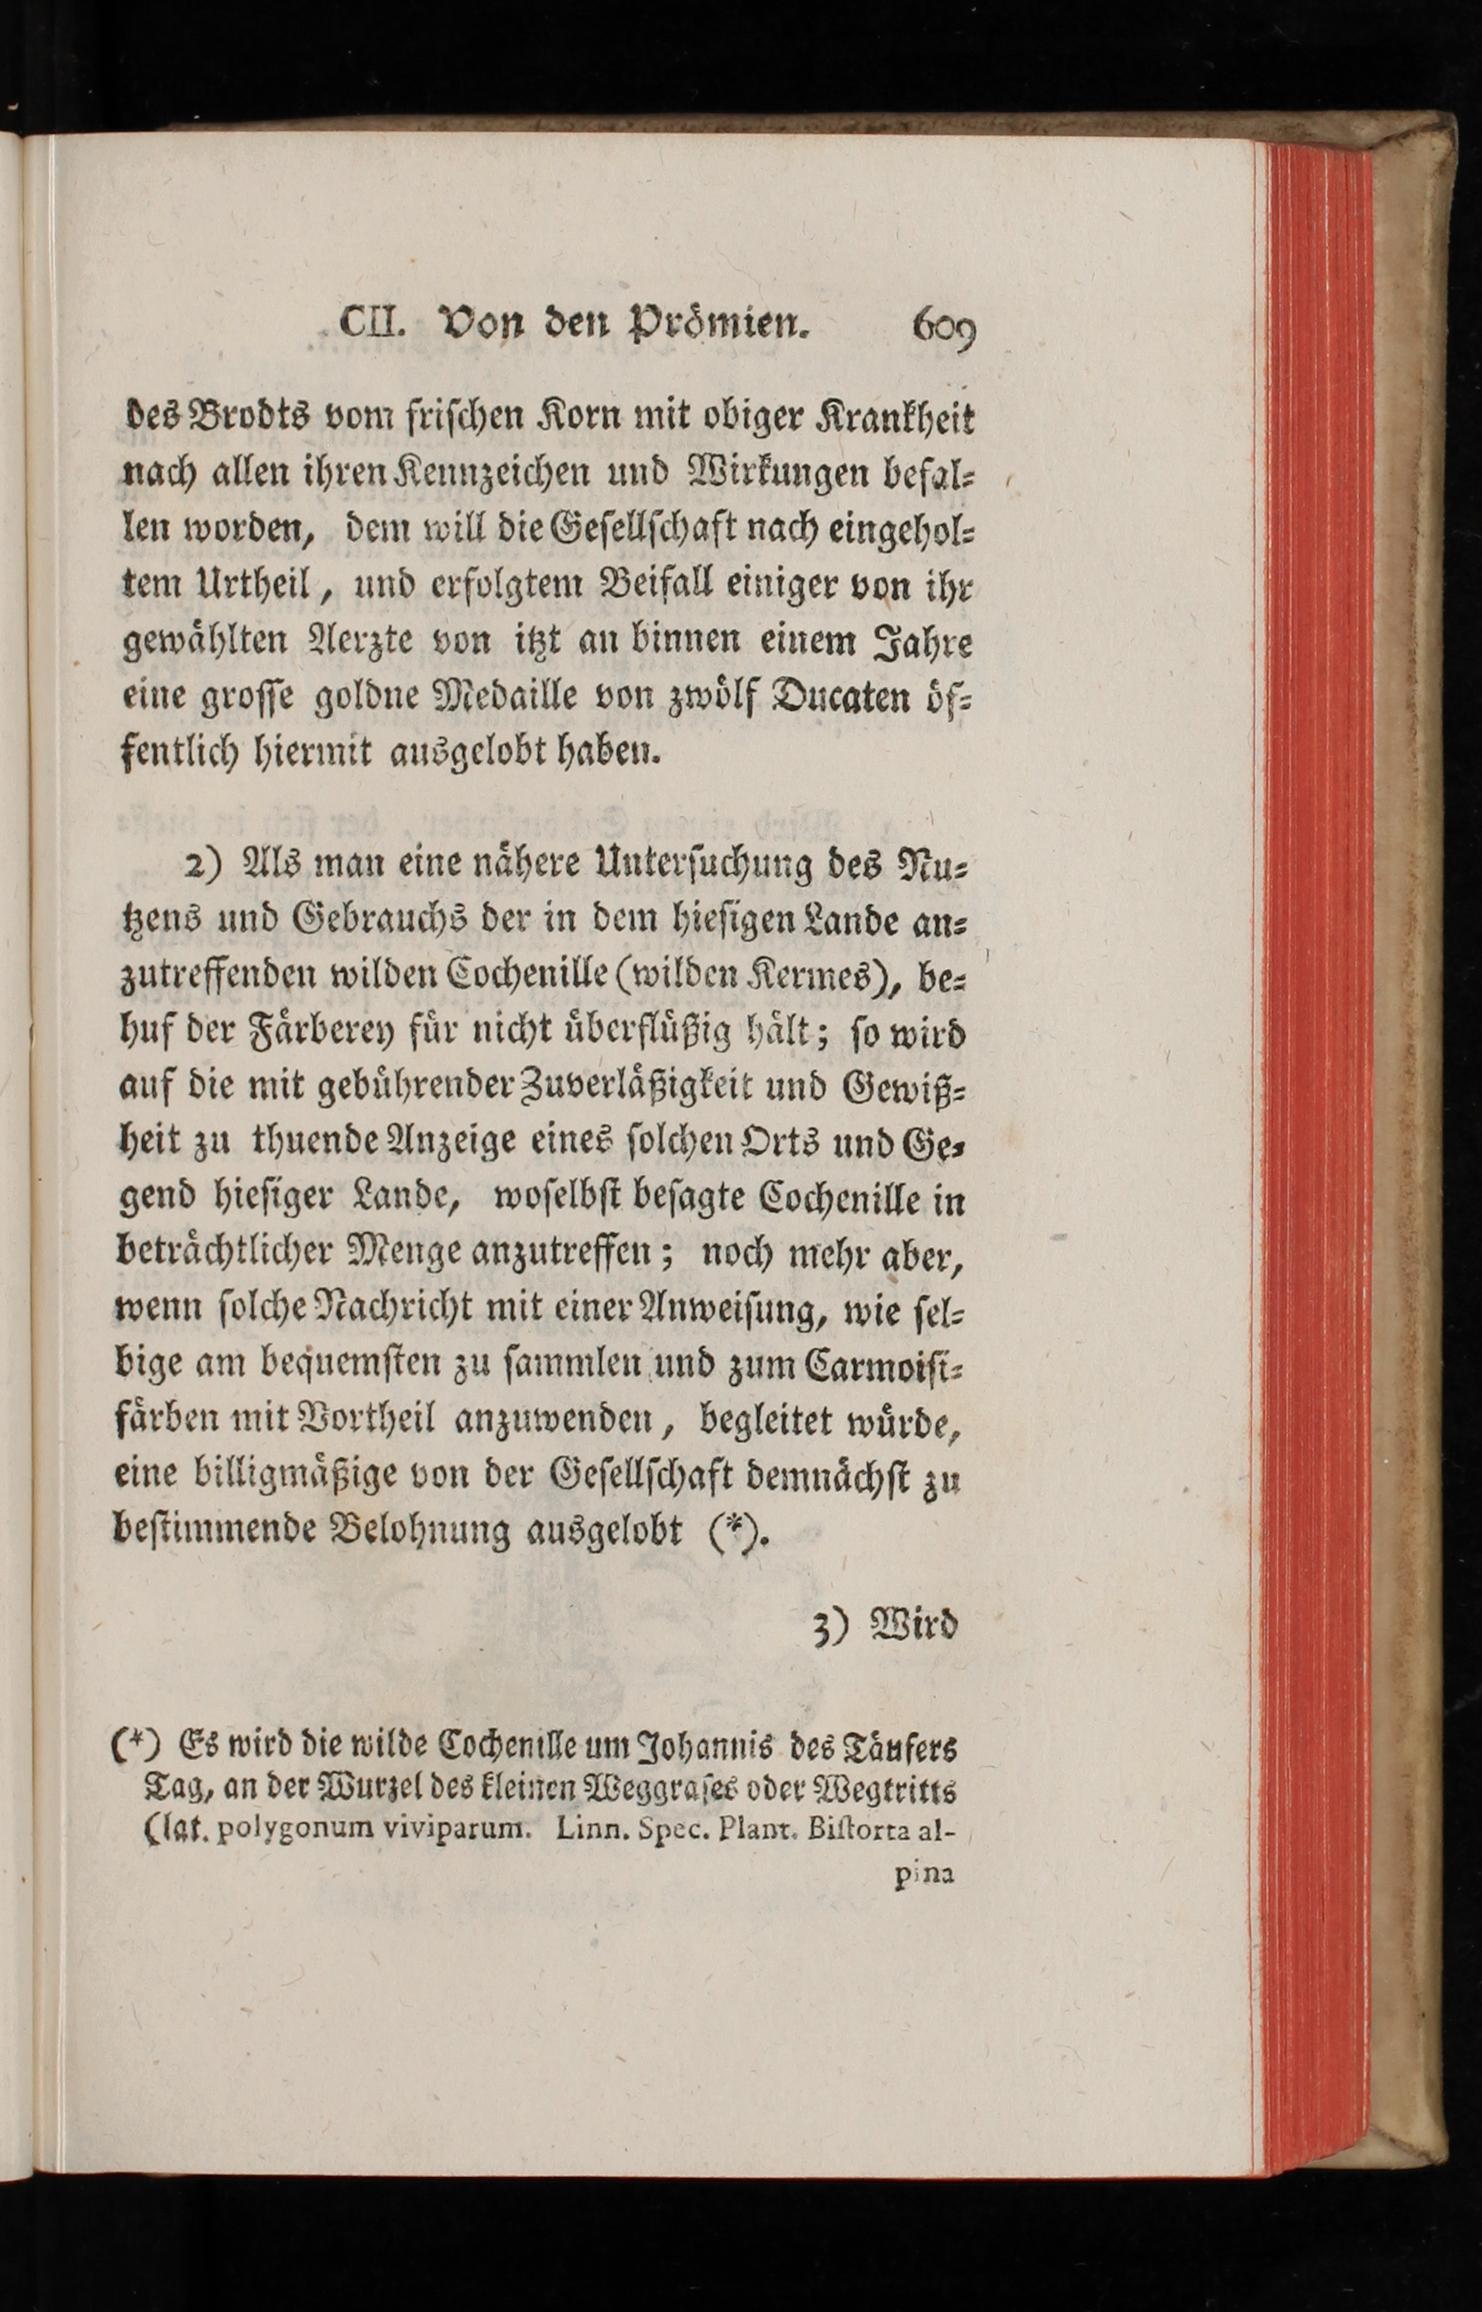 CII. Von den Prömien. 609
des Brodts vom friſchen Korn mit obiger Krankheit
nach allen ihren Kennzeichen und Wirkungen befal⸗
len worden, dem will die Geſellſchaft nach eingehol⸗
tem Urtheil, und erfolgtem Beifall einiger von ihr
gewählten Aerzte von itzt an binnen einem Jahre
eine groſſe goldne Medaille von zwölf Ducaten öf⸗
fentlich hiermit ausgelobt haben.
2) Als man eine nähere Unterſuchung des Nu⸗
tzens und Gebrauchs der in dem hieſigen Lande an⸗
zutreffenden wilden Cochenille (wilden Kermes), be⸗
huf der Färberey für nicht überflüßig hält; ſo wird
auf die mit gebührender Zuverläßigkeit und Gewiß⸗
heit zu thuende Anzeige eines ſolchen Orts und Ge⸗
gend hieſiger Lande, woſelbſt beſagte Cochenille in
beträchtlicher Menge anzutreffen; noch mehr aber,
wenn ſolche Nachricht mit einer Anweiſung, wie ſel⸗
bige am bequemſten zu ſammlen und zum Carmoiſi⸗
färben mit Vortheil anzuwenden, begleitet würde,
eine billigmäßige von der Geſellſchaft demnächſt zu
beſtimmende Belohnung ausgelobt (*).
3) Wird
(*) Es wird die wilde Cochenille um Johannis des Täufers
Tag, an der Wurzel des kleinen Weggraſes oder Wegtritts
(lat. polygonum viviparum. Linn. Spec. Plant. Biſtorta al-
pina